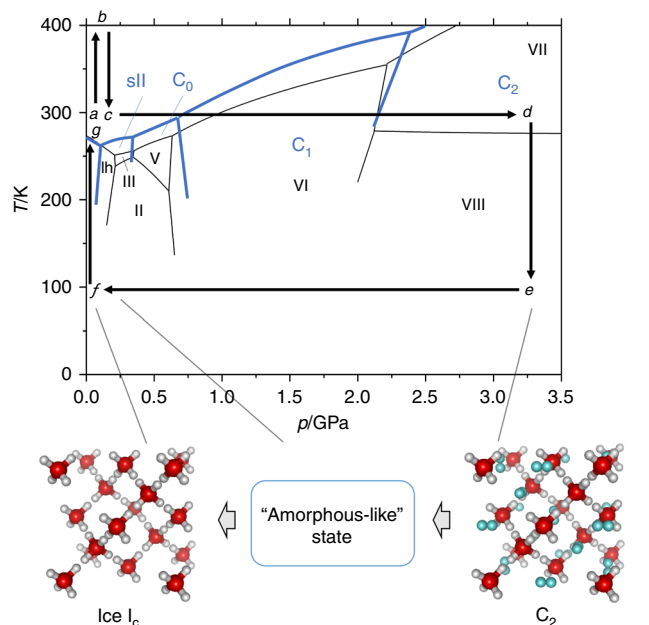 b
400
VII
sII
C₀
C₂
300
a
c
d
g
C₁
Ih
V
III
VI
T/K
200
II
VIII
100
f
e
0
0.0
0.5
1.0
1.5
2.0
2.5
3.0
3.5
p/GPa
“Amorphous-like”
state
Ice I꜀
C₂